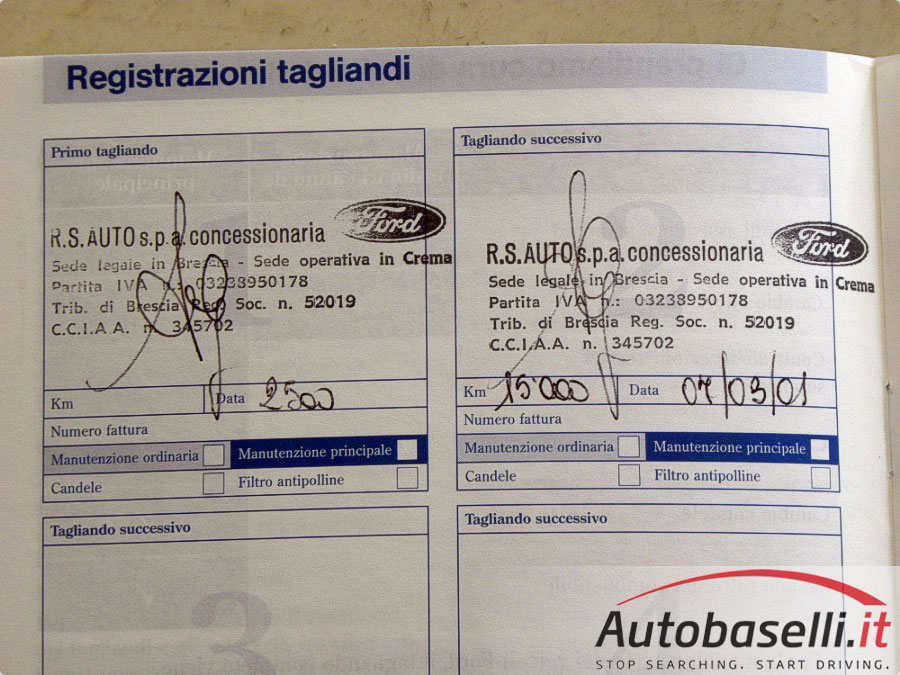 Registrazioni tagliandi
Primo tagliando
R.S. AUTO s.p.a. concessionaria Ford
Sede legale in Brescia - Sede operativa in Crema
Partita IVA n.: 03238950178
Trib. di Brescia Reg. Soc. n. 52019
C.C.I.A.A. n. 345702
Km Data 2500
Numero fattura
Manutenzione ordinaria Manutenzione principale
Candele Filtro antipolline
Tagliando successivo
R.S. AUTO s.p.a. concessionaria Ford
Sede legale in Brescia - Sede operativa in Crema
Partita IVA n.: 03238950178
Trib. di Brescia Reg. Soc. n. 52019
C.C.I.A.A. n. 345702
Km 15000 Data 07/03/01
Numero fattura
Manutenzione ordinaria Manutenzione principale
Candele Filtro antipolline
Tagliando successivo
Tagliando successivo
Autobaselli.it
STOP SEARCHING. START DRIVING.